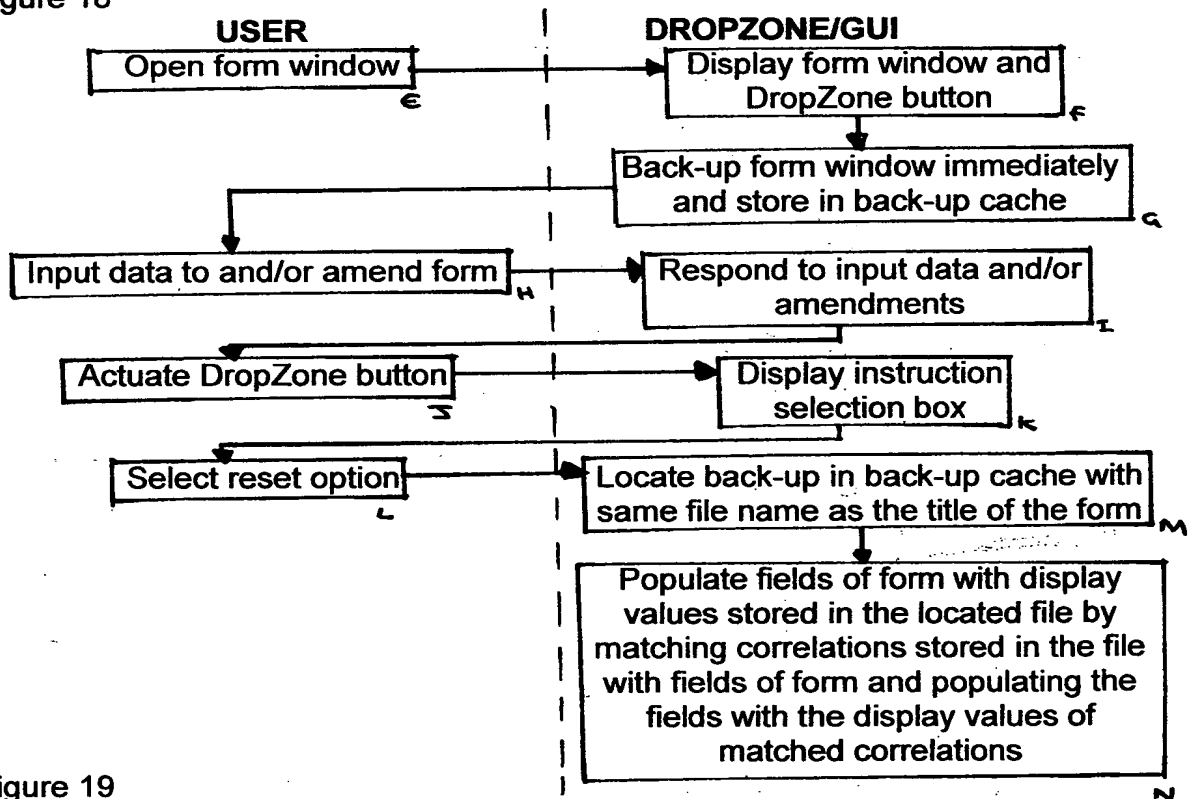 igure 18
USER
DROPZONE/GUI
Open form window
E
Display form window and
DropZone button
F
Back-up form window immediately
and store in back-up cache
G
Input data to and/or amend form
H
Respond to input data and/or
amendments
I
Actuate DropZone button
J
Display instruction
selection box
K
Select reset option
L
Locate back-up in back-up cache with
same file name as the title of the form
M
Populate fields of form with display
values stored in the located file by
matching correlations stored in the file
with fields of form and populating the
fields with the display values of
matched correlations
N
igure 19